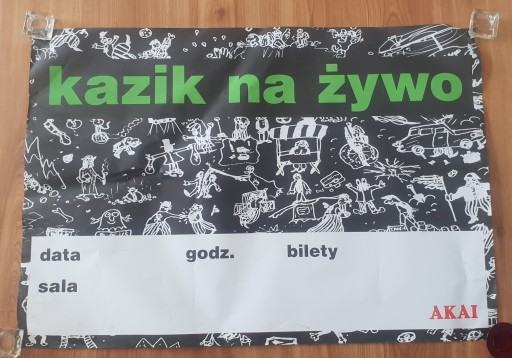 kazik na żywo
data godz. bilety
sala
AKAI